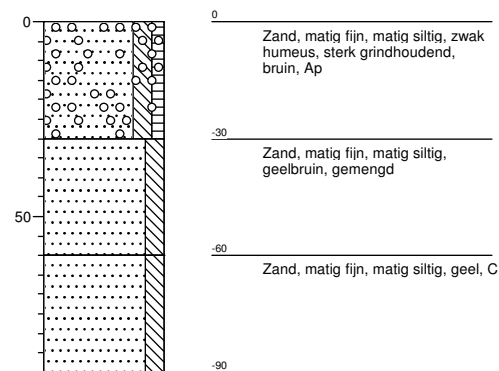 0
0
Zand, matig fijn, matig siltig, zwak
humeus, sterk grindhoudend,
bruin, Ap
-30
Zand, matig fijn, matig siltig,
geelbruin, gemengd
50
-60
Zand, matig fijn, matig siltig, geel, C
-90